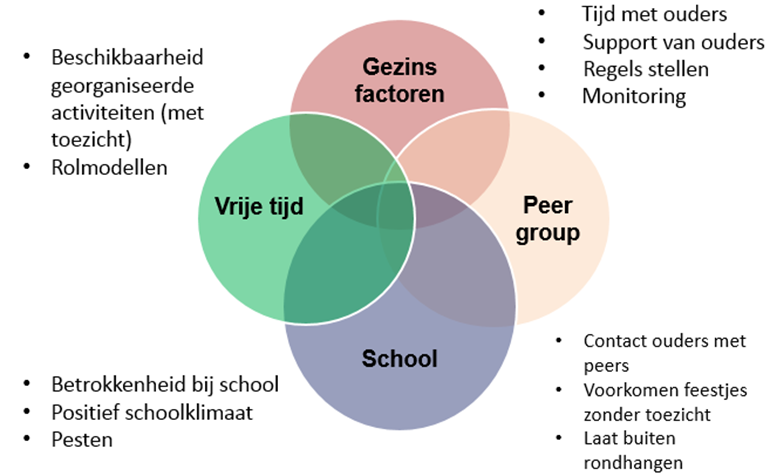 • Beschikbaarheid
georganiseerde
activiteiten (met
toezicht)
• Rolmodellen
Gezins
factoren
• Tijd met ouders
• Support van ouders
• Regels stellen
• Monitoring
Vrije tijd
Peer
group
School
• Betrokkenheid bij school
• Positief schoolklimaat
• Pesten
• Contact ouders met
peers
• Voorkomen feestjes
zonder toezicht
• Laat buiten
rondhangen